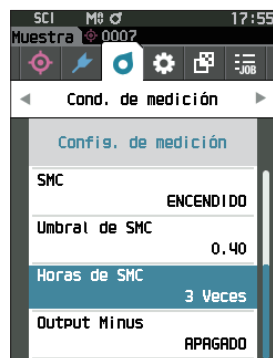 SCI M0 17:55
Muestra 0007
JOB
Cond. de medición
Config. de medición
SMC
ENCENDIDO
Umbral de SMC
0.40
Horas de SMC
3 Veces
Output Minus
APAGADO